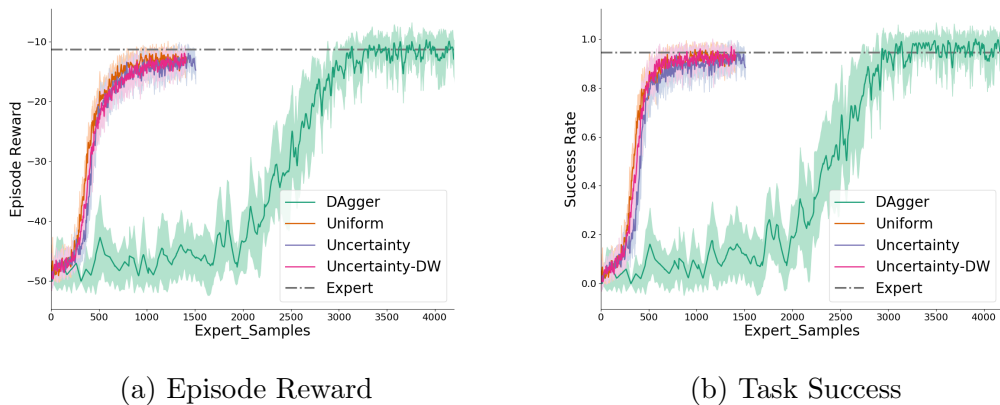 −10
−20
−30
−40
−50
Episode Reward
0 500 1000 1500 2000 2500 3000 3500 4000
Expert_Samples
DAgger
Uniform
Uncertainty
Uncertainty-DW
Expert
(a) Episode Reward
1.0
0.8
0.6
0.4
0.2
0.0
Success Rate
0 500 1000 1500 2000 2500 3000 3500 4000
Expert_Samples
DAgger
Uniform
Uncertainty
Uncertainty-DW
Expert
(b) Task Success